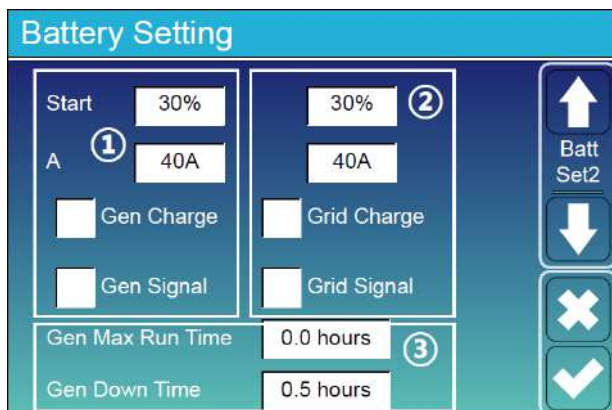 Battery Setting
Start 30% 30% ②
A ① 40A 40A
Gen Charge Grid Charge
Gen Signal Grid Signal
Gen Max Run Time 0.0 hours ③
Gen Down Time 0.5 hours
Batt
Set2